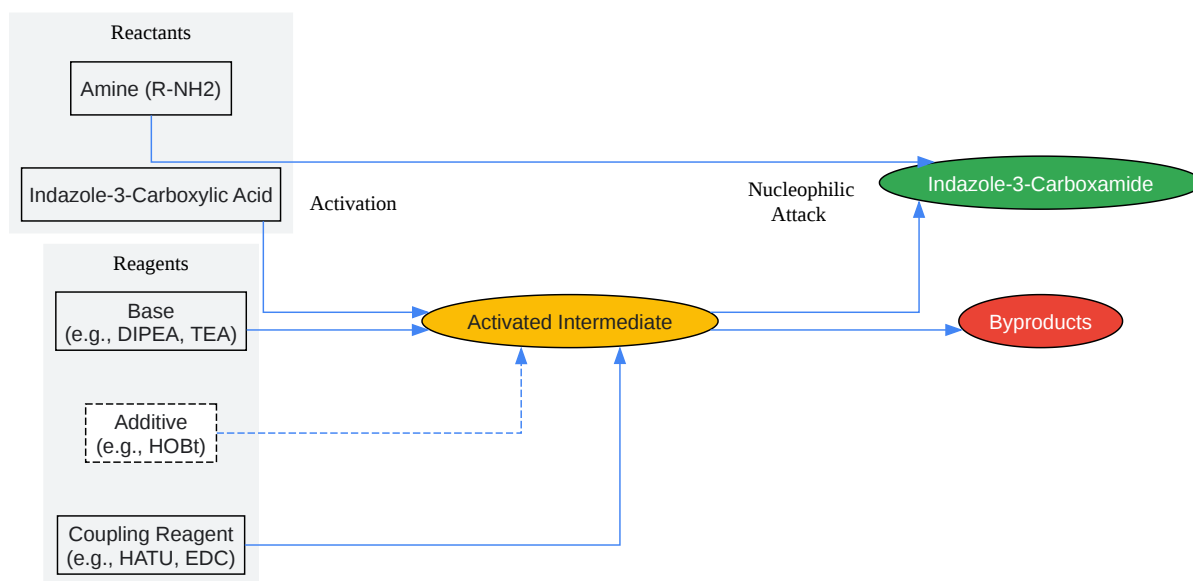 Reactants
Amine (R-NH2)
Indazole-3-Carboxylic Acid
Activation
Nucleophilic
Attack
Indazole-3-Carboxamide
Reagents
Base
(e.g., DIPEA, TEA)
Activated Intermediate
Byproducts
Additive
(e.g., HOBt)
Coupling Reagent
(e.g., HATU, EDC)